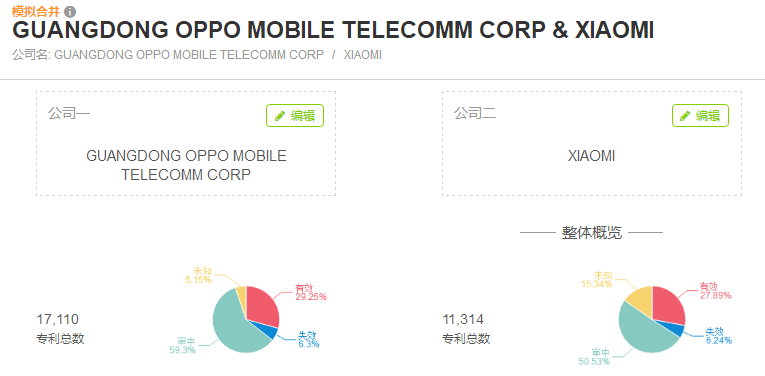 模拟合并
GUANGDONG OPPO MOBILE TELECOMM CORP & XIAOMI
公司名: GUANGDONG OPPO MOBILE TELECOMM CORP / XIAOMI
公司一
编辑
GUANGDONG OPPO MOBILE
TELECOMM CORP
公司二
编辑
XIAOMI
整体概览
17,110
专利总数
未知
5.15%
有效
29.25%
失效
6.3%
审中
59.3%
11,314
专利总数
未知
15.34%
有效
27.89%
失效
6.24%
审中
50.53%